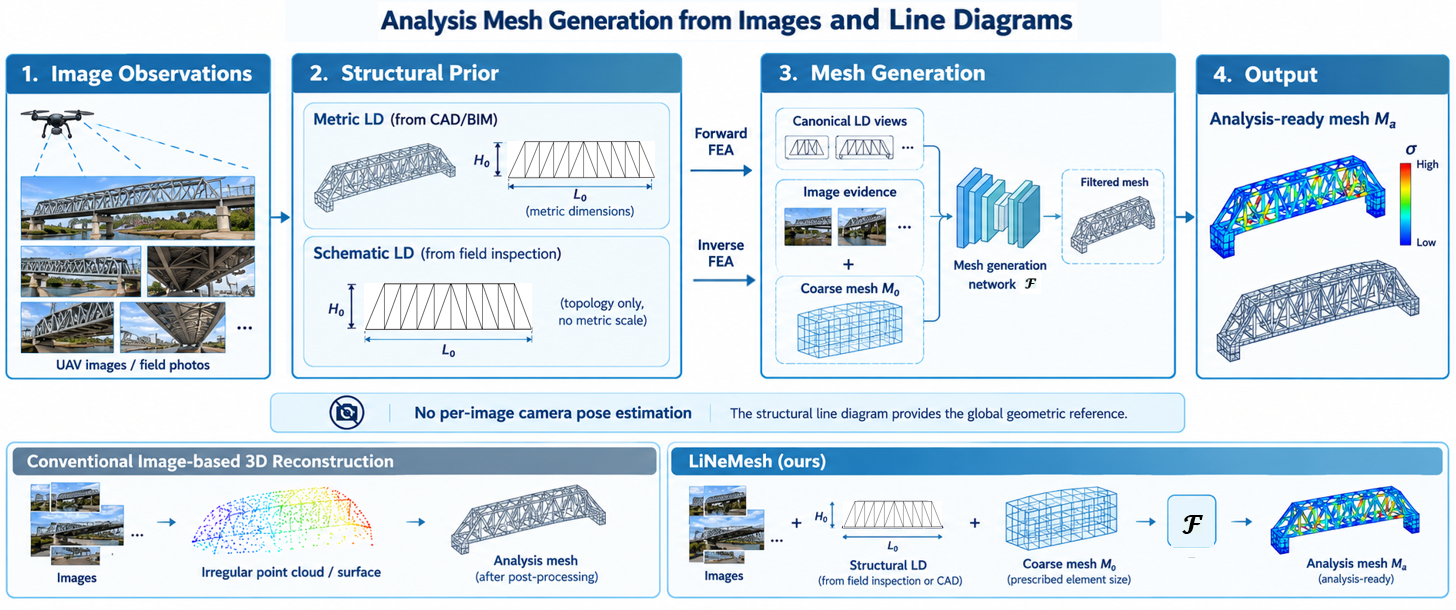 Analysis Mesh Generation from Images and Line Diagrams
1. Image Observations
...
UAV images / field photos
2. Structural Prior
Metric LD (from CAD/BIM)
H₀
L₀
(metric dimensions)
Schematic LD (from field inspection)
H₀
L₀
(topology only,
no metric scale)
Forward
FEA
Inverse
FEA
3. Mesh Generation
Canonical LD views
...
Image evidence
...
+
Coarse mesh M₀
Mesh generation
network ℱ
Filtered mesh
4. Output
Analysis-ready mesh Mₐ
σ
High
Low
No per-image camera pose estimation
The structural line diagram provides the global geometric reference.
Conventional Image-based 3D Reconstruction
...
Images
Irregular point cloud / surface
Analysis mesh
(after post-processing)
LiNeMesh (ours)
...
Images
+
H₀
L₀
Structural LD
(from field inspection or CAD)
+
Coarse mesh M₀
(prescribed element size)
ℱ
Analysis mesh Mₐ
(analysis-ready)